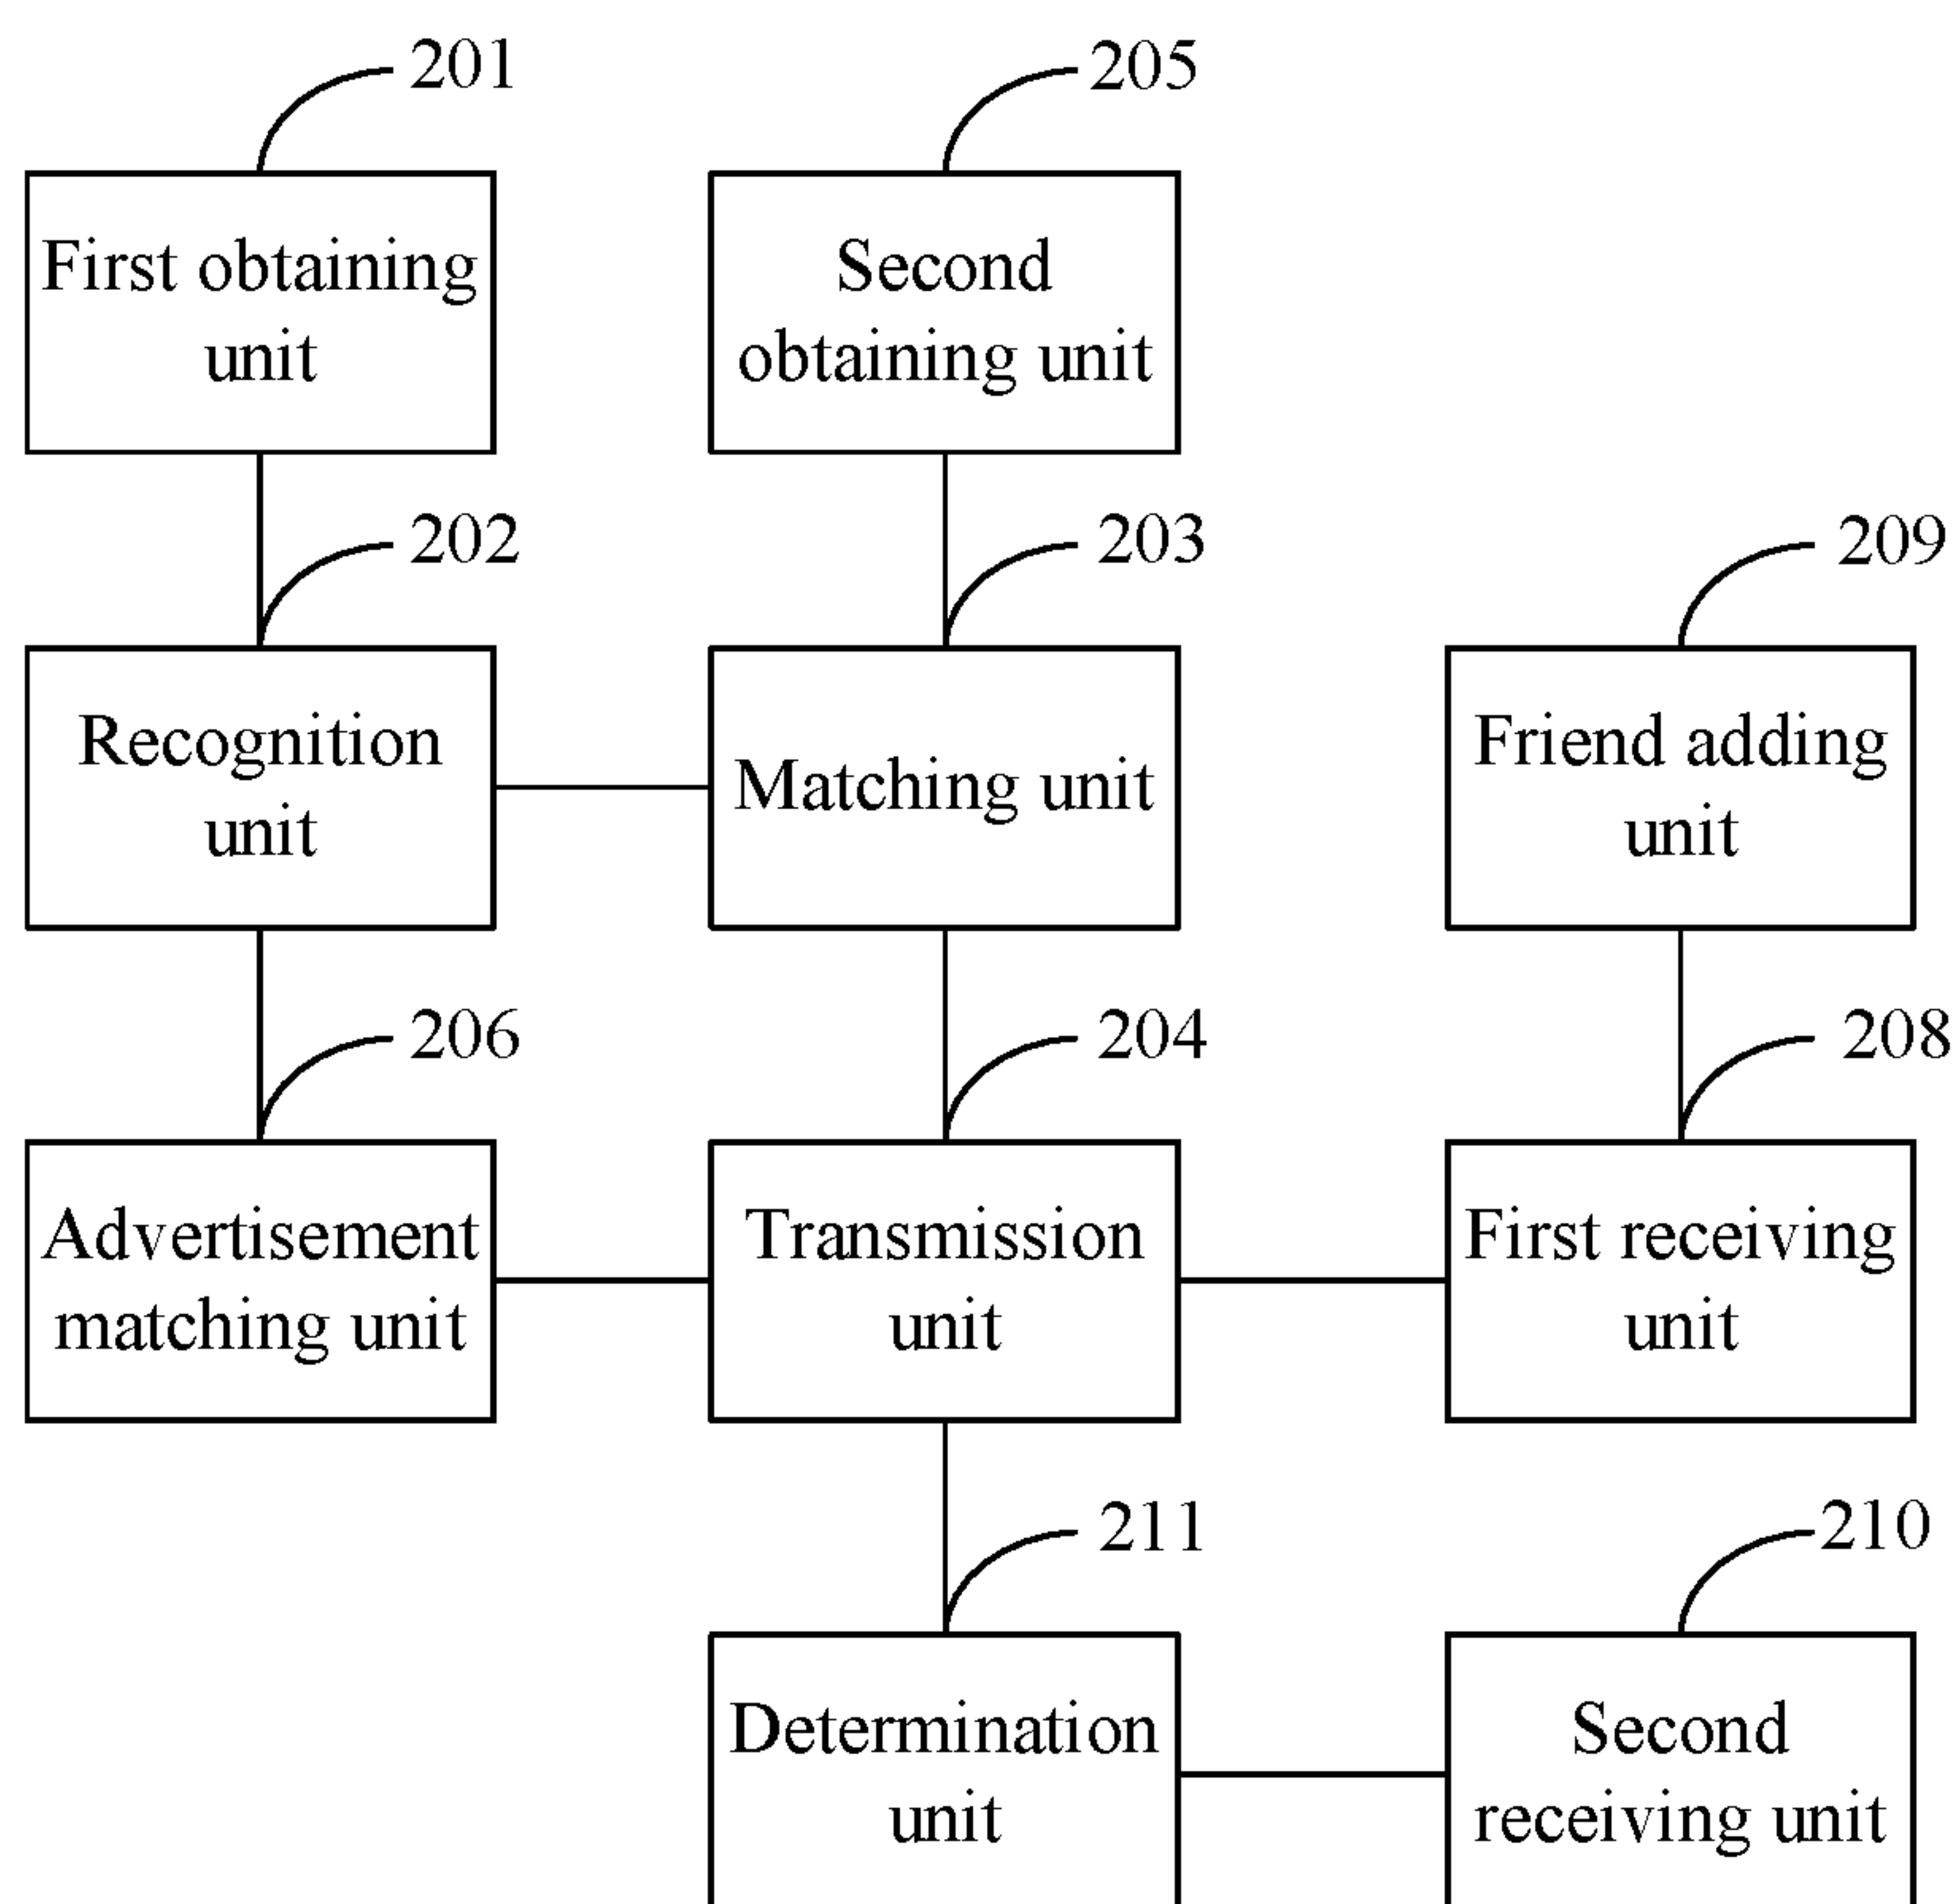 201
205
First obtaining
unit
Second
obtaining unit
202
203
209
Recognition
unit
Matching unit
Friend adding
unit
206
204
208
Advertisement
matching unit
Transmission
unit
First receiving
unit
211
210
Determination
unit
Second
receiving unit